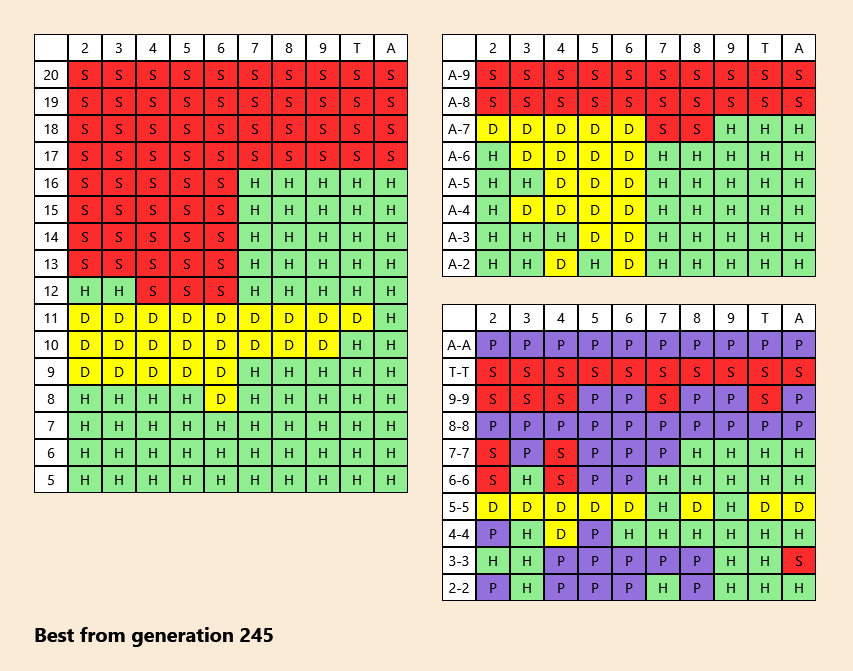 2 3 4 5 6 7 8 9 T A
20 S S S S S S S S S S
19 S S S S S S S S S S
18 S S S S S S S S S S
17 S S S S S S S S S S
16 S S S S S H H H H H
15 S S S S S H H H H H
14 S S S S S H H H H H
13 S S S S S H H H H H
12 H H S S S H H H H H
11 D D D D D D D D D H
10 D D D D D D D D H H
9 D D D D D H H H H H
8 H H H H D H H H H H
7 H H H H H H H H H H
6 H H H H H H H H H H
5 H H H H H H H H H H
2 3 4 5 6 7 8 9 T A
A-9 S S S S S S S S S S
A-8 S S S S S S S S S S
A-7 D D D D D S S H H H
A-6 H D D D D H H H H H
A-5 H H D D D H H H H H
A-4 H D D D D H H H H H
A-3 H H H D D H H H H H
A-2 H H D H D H H H H H
2 3 4 5 6 7 8 9 T A
A-A P P P P P P P P P P
T-T S S S S S S S S S S
9-9 S S S P P S P P S P
8-8 P P P P P P P P P P
7-7 S P S P P P H H H H
6-6 S H S P P H H H H H
5-5 D D D D D H D H D D
4-4 P H D P H H H H H H
3-3 H H P P P P P H H S
2-2 P H P P P H P H H H
Best from generation 245